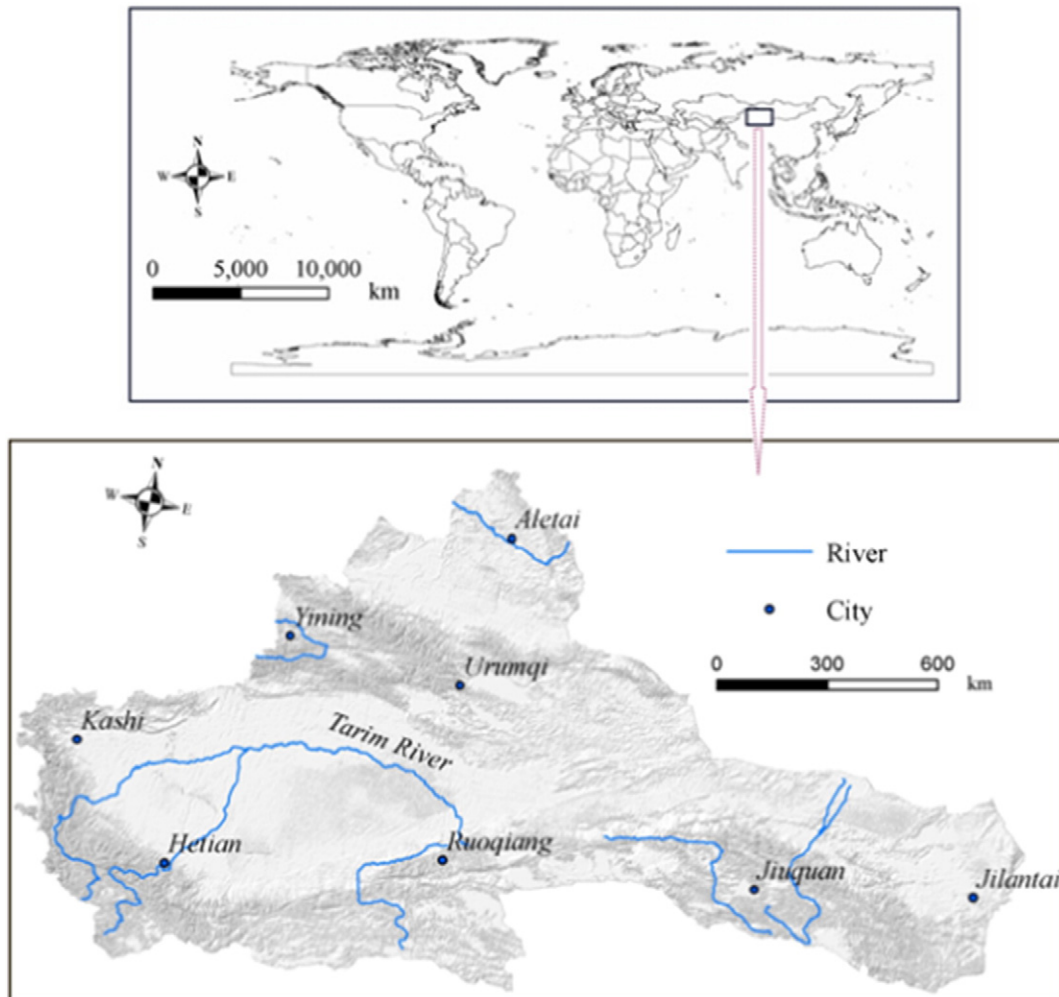 N
W E
S
0 5,000 10,000
km
N
W E
S
Aletai
River
City
Yining
Urumqi
0 300 600
km
Kashi
Tarim River
Hetian
Ruoqiang
Jiuquan
Jilantai